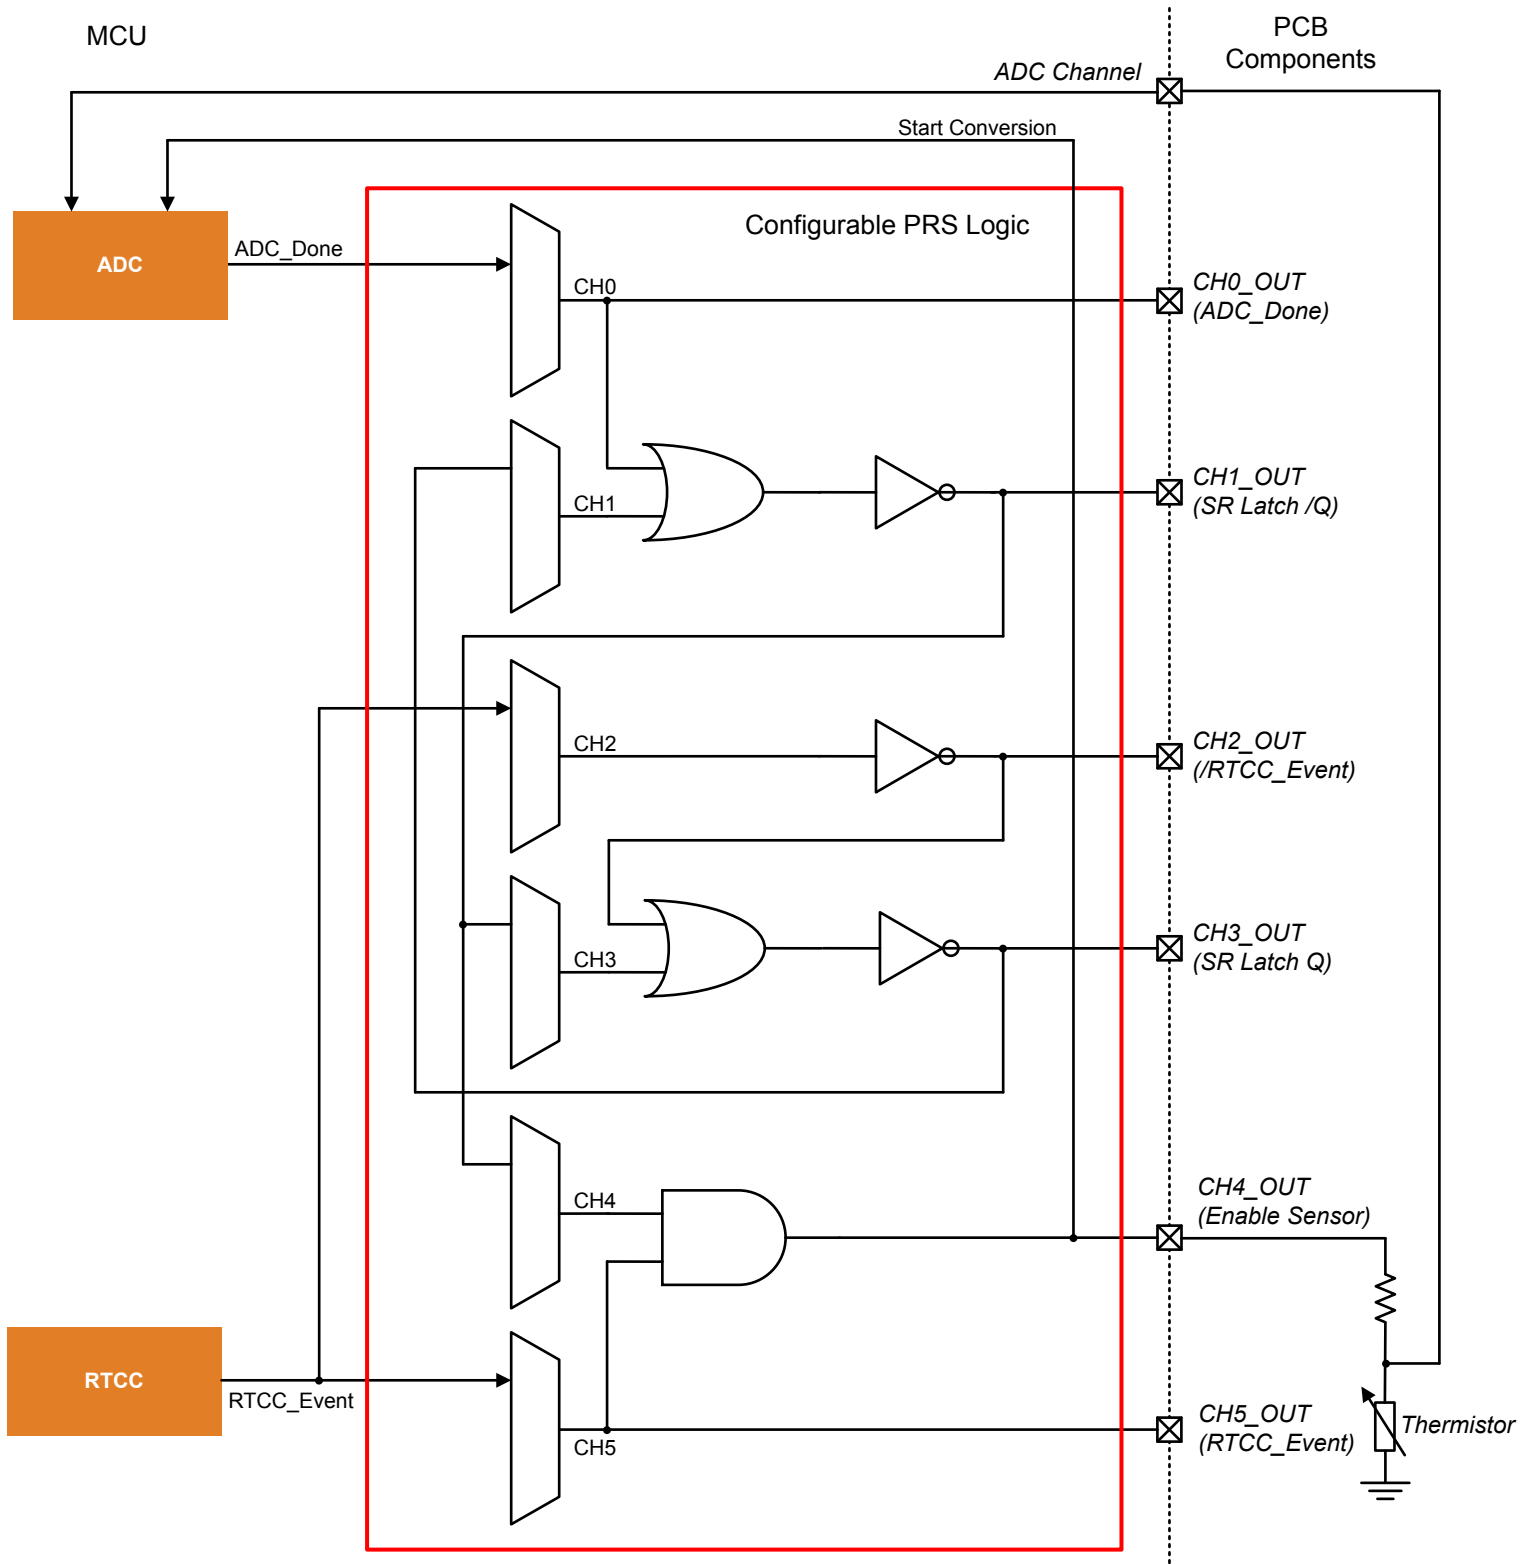 MCU
PCB
Components
ADC Channel
Start Conversion
Configurable PRS Logic
ADC
ADC_Done
CH0
CH0_OUT
(ADC_Done)
CH1
CH1_OUT
(SR Latch /Q)
CH2
CH2_OUT
(/RTCC_Event)
CH3
CH3_OUT
(SR Latch Q)
CH4
CH4_OUT
(Enable Sensor)
RTCC
RTCC_Event
CH5
CH5_OUT
(RTCC_Event)
Thermistor